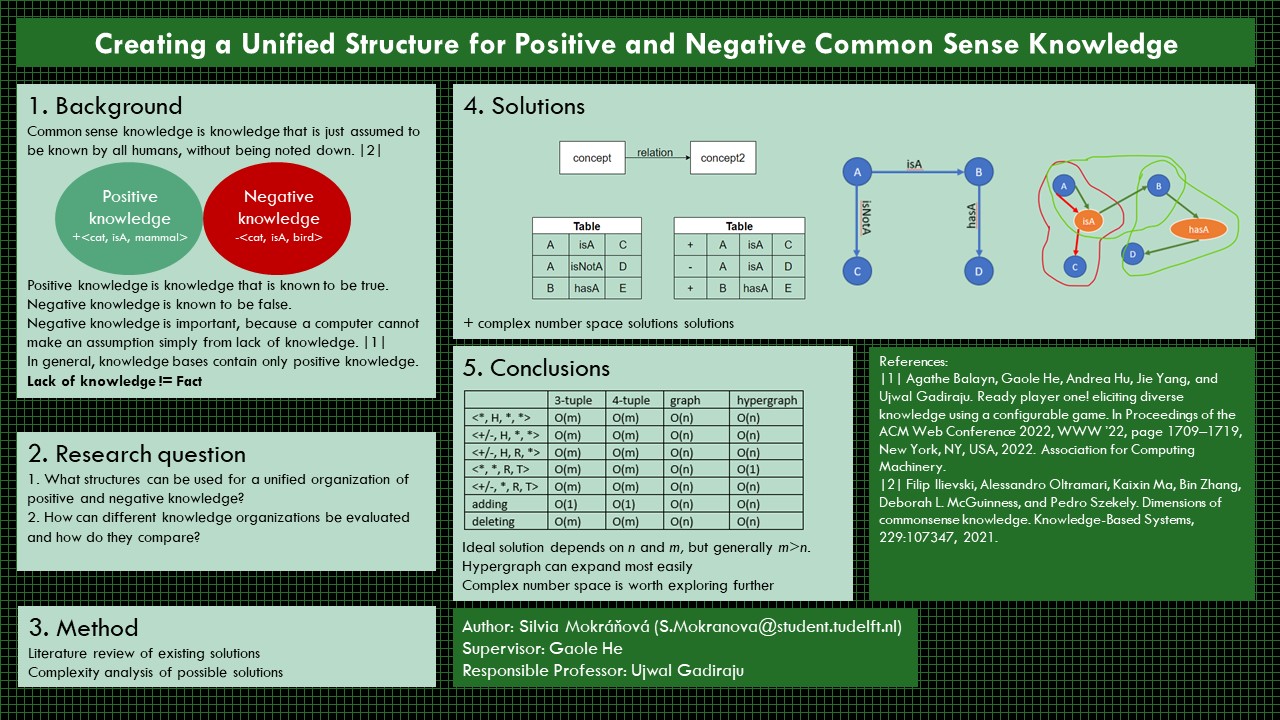 Creating a Unified Structure for Positive and Negative Common Sense Knowledge
1. Background
Common sense knowledge is knowledge that is just assumed to
be known by all humans, without being noted down. |2|
Positive
knowledge
+<cat, isA, mammal>
Negative
knowledge
-<cat, isA, bird>
Positive knowledge is knowledge that is known to be true.
Negative knowledge is known to be false.
Negative knowledge is important, because a computer cannot
make an assumption simply from lack of knowledge. |1|
In general, knowledge bases contain only positive knowledge.
Lack of knowledge != Fact
2. Research question
1. What structures can be used for a unified organization of
positive and negative knowledge?
2. How can different knowledge organizations be evaluated
and how do they compare?
3. Method
Literature review of existing solutions
Complexity analysis of possible solutions
4. Solutions
concept relation concept2
Table
A isA C
A isNotA D
B hasA E
Table
+ A isA C
- A isA D
+ B hasA E
A isA B
isNotA hasA
C D
A B
isA hasA
D
C
+ complex number space solutions solutions
5. Conclusions
3-tuple 4-tuple graph hypergraph
<*, H, *, *> O(m) O(m) O(n) O(n)
<+/-, H, *, *> O(m) O(m) O(n) O(n)
<+/-, H, R, *> O(m) O(m) O(n) O(n)
<*, *, R, T> O(m) O(m) O(n) O(1)
<+/-, *, R, T> O(m) O(m) O(n) O(n)
adding O(1) O(1) O(n) O(n)
deleting O(m) O(m) O(n) O(n)
Ideal solution depends on n and m, but generally m>n.
Hypergraph can expand most easily
Complex number space is worth exploring further
References:
|1| Agathe Balayn, Gaole He, Andrea Hu, Jie Yang, and
Ujwal Gadiraju. Ready player one! eliciting diverse
knowledge using a configurable game. In Proceedings of the
ACM Web Conference 2022, WWW '22, page 1709–1719,
New York, NY, USA, 2022. Association for Computing
Machinery.
|2| Filip Ilievski, Alessandro Oltramari, Kaixin Ma, Bin Zhang,
Deborah L. McGuinness, and Pedro Szekely. Dimensions of
commonsense knowledge. Knowledge-Based Systems,
229:107347, 2021.
Author: Silvia Mokráňová (S.Mokranova@student.tudelft.nl)
Supervisor: Gaole He
Responsible Professor: Ujwal Gadiraju